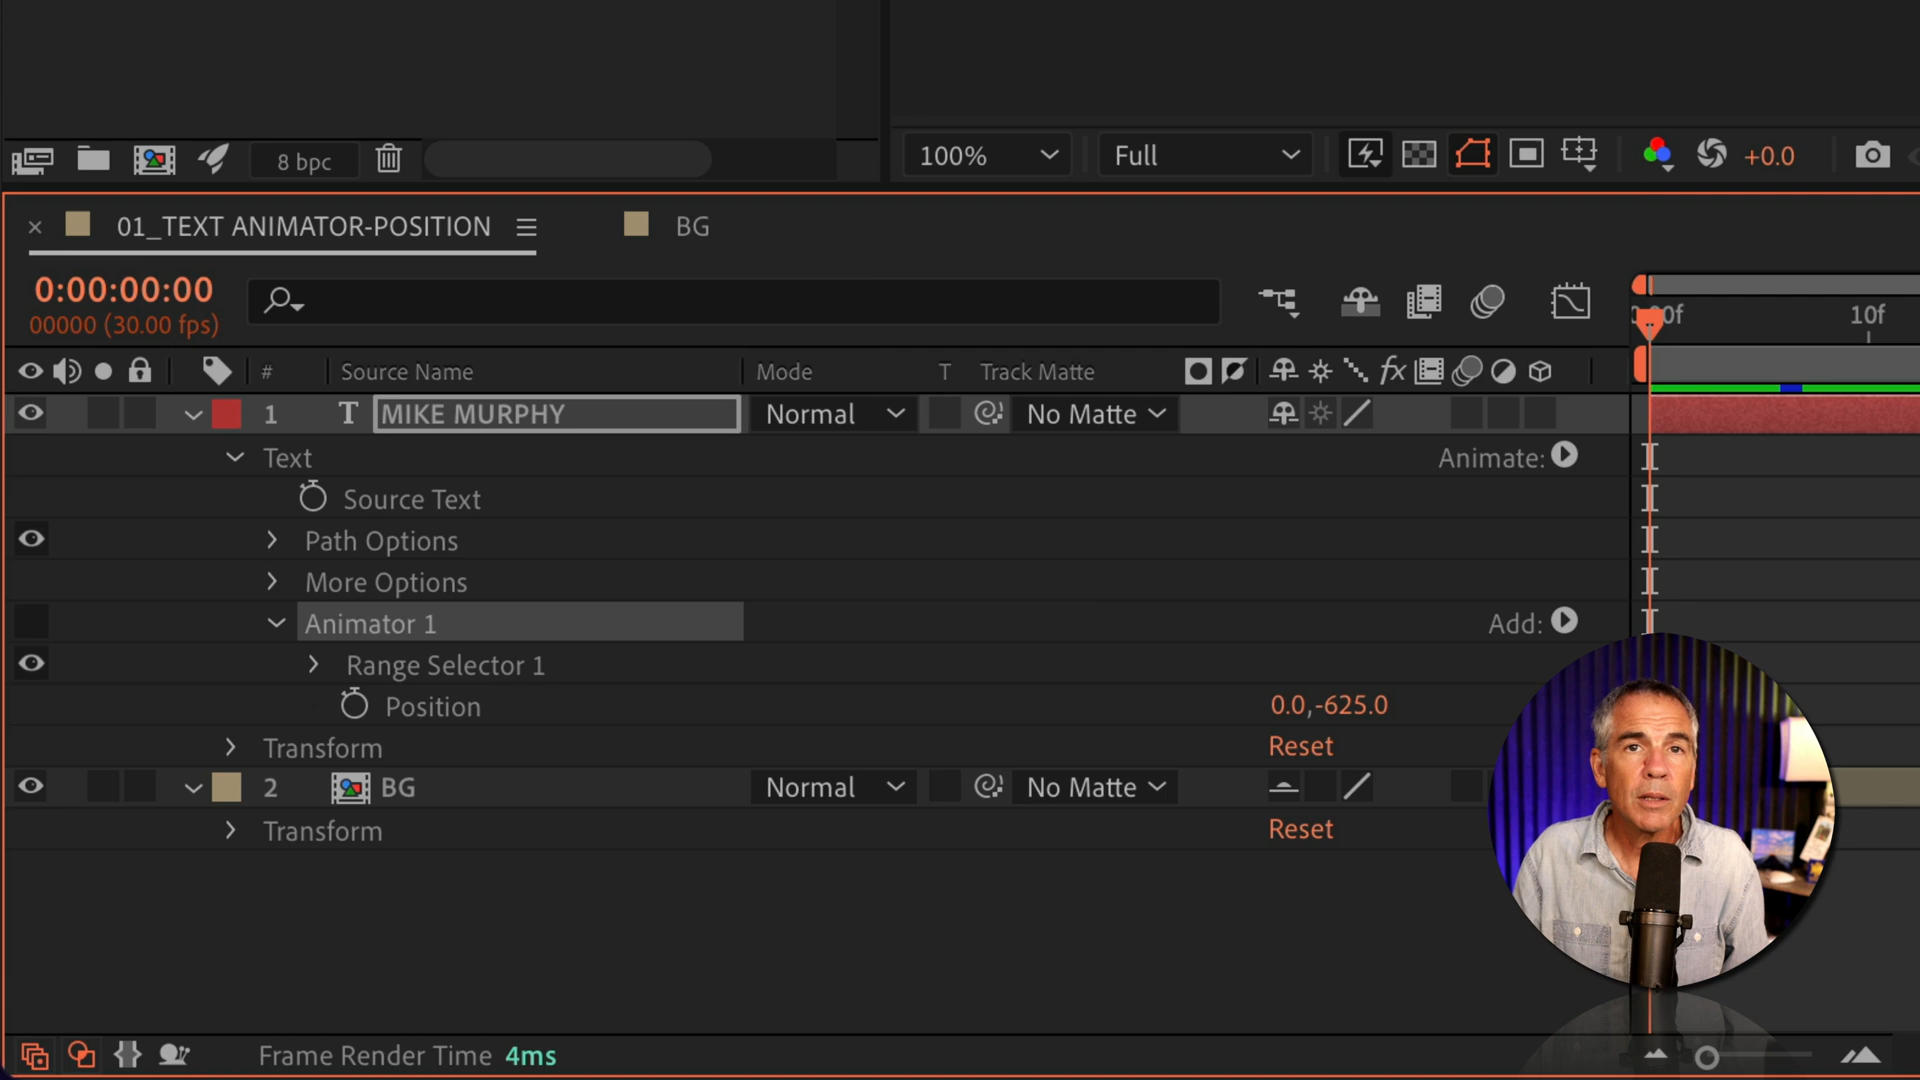 8 bpc
100%
Full
+0.0
01_TEXT ANIMATOR-POSITION
BG
0:00:00:00
00000 (30.00 fps)
10f
# Source Name Mode T Track Matte fx
1 T MIKE MURPHY Normal No Matte
Text Animate:
Source Text
Path Options
More Options
Animator 1 Add:
Range Selector 1
Position 0.0,-625.0
Transform Reset
2 BG Normal No Matte
Transform Reset
Frame Render Time 4ms